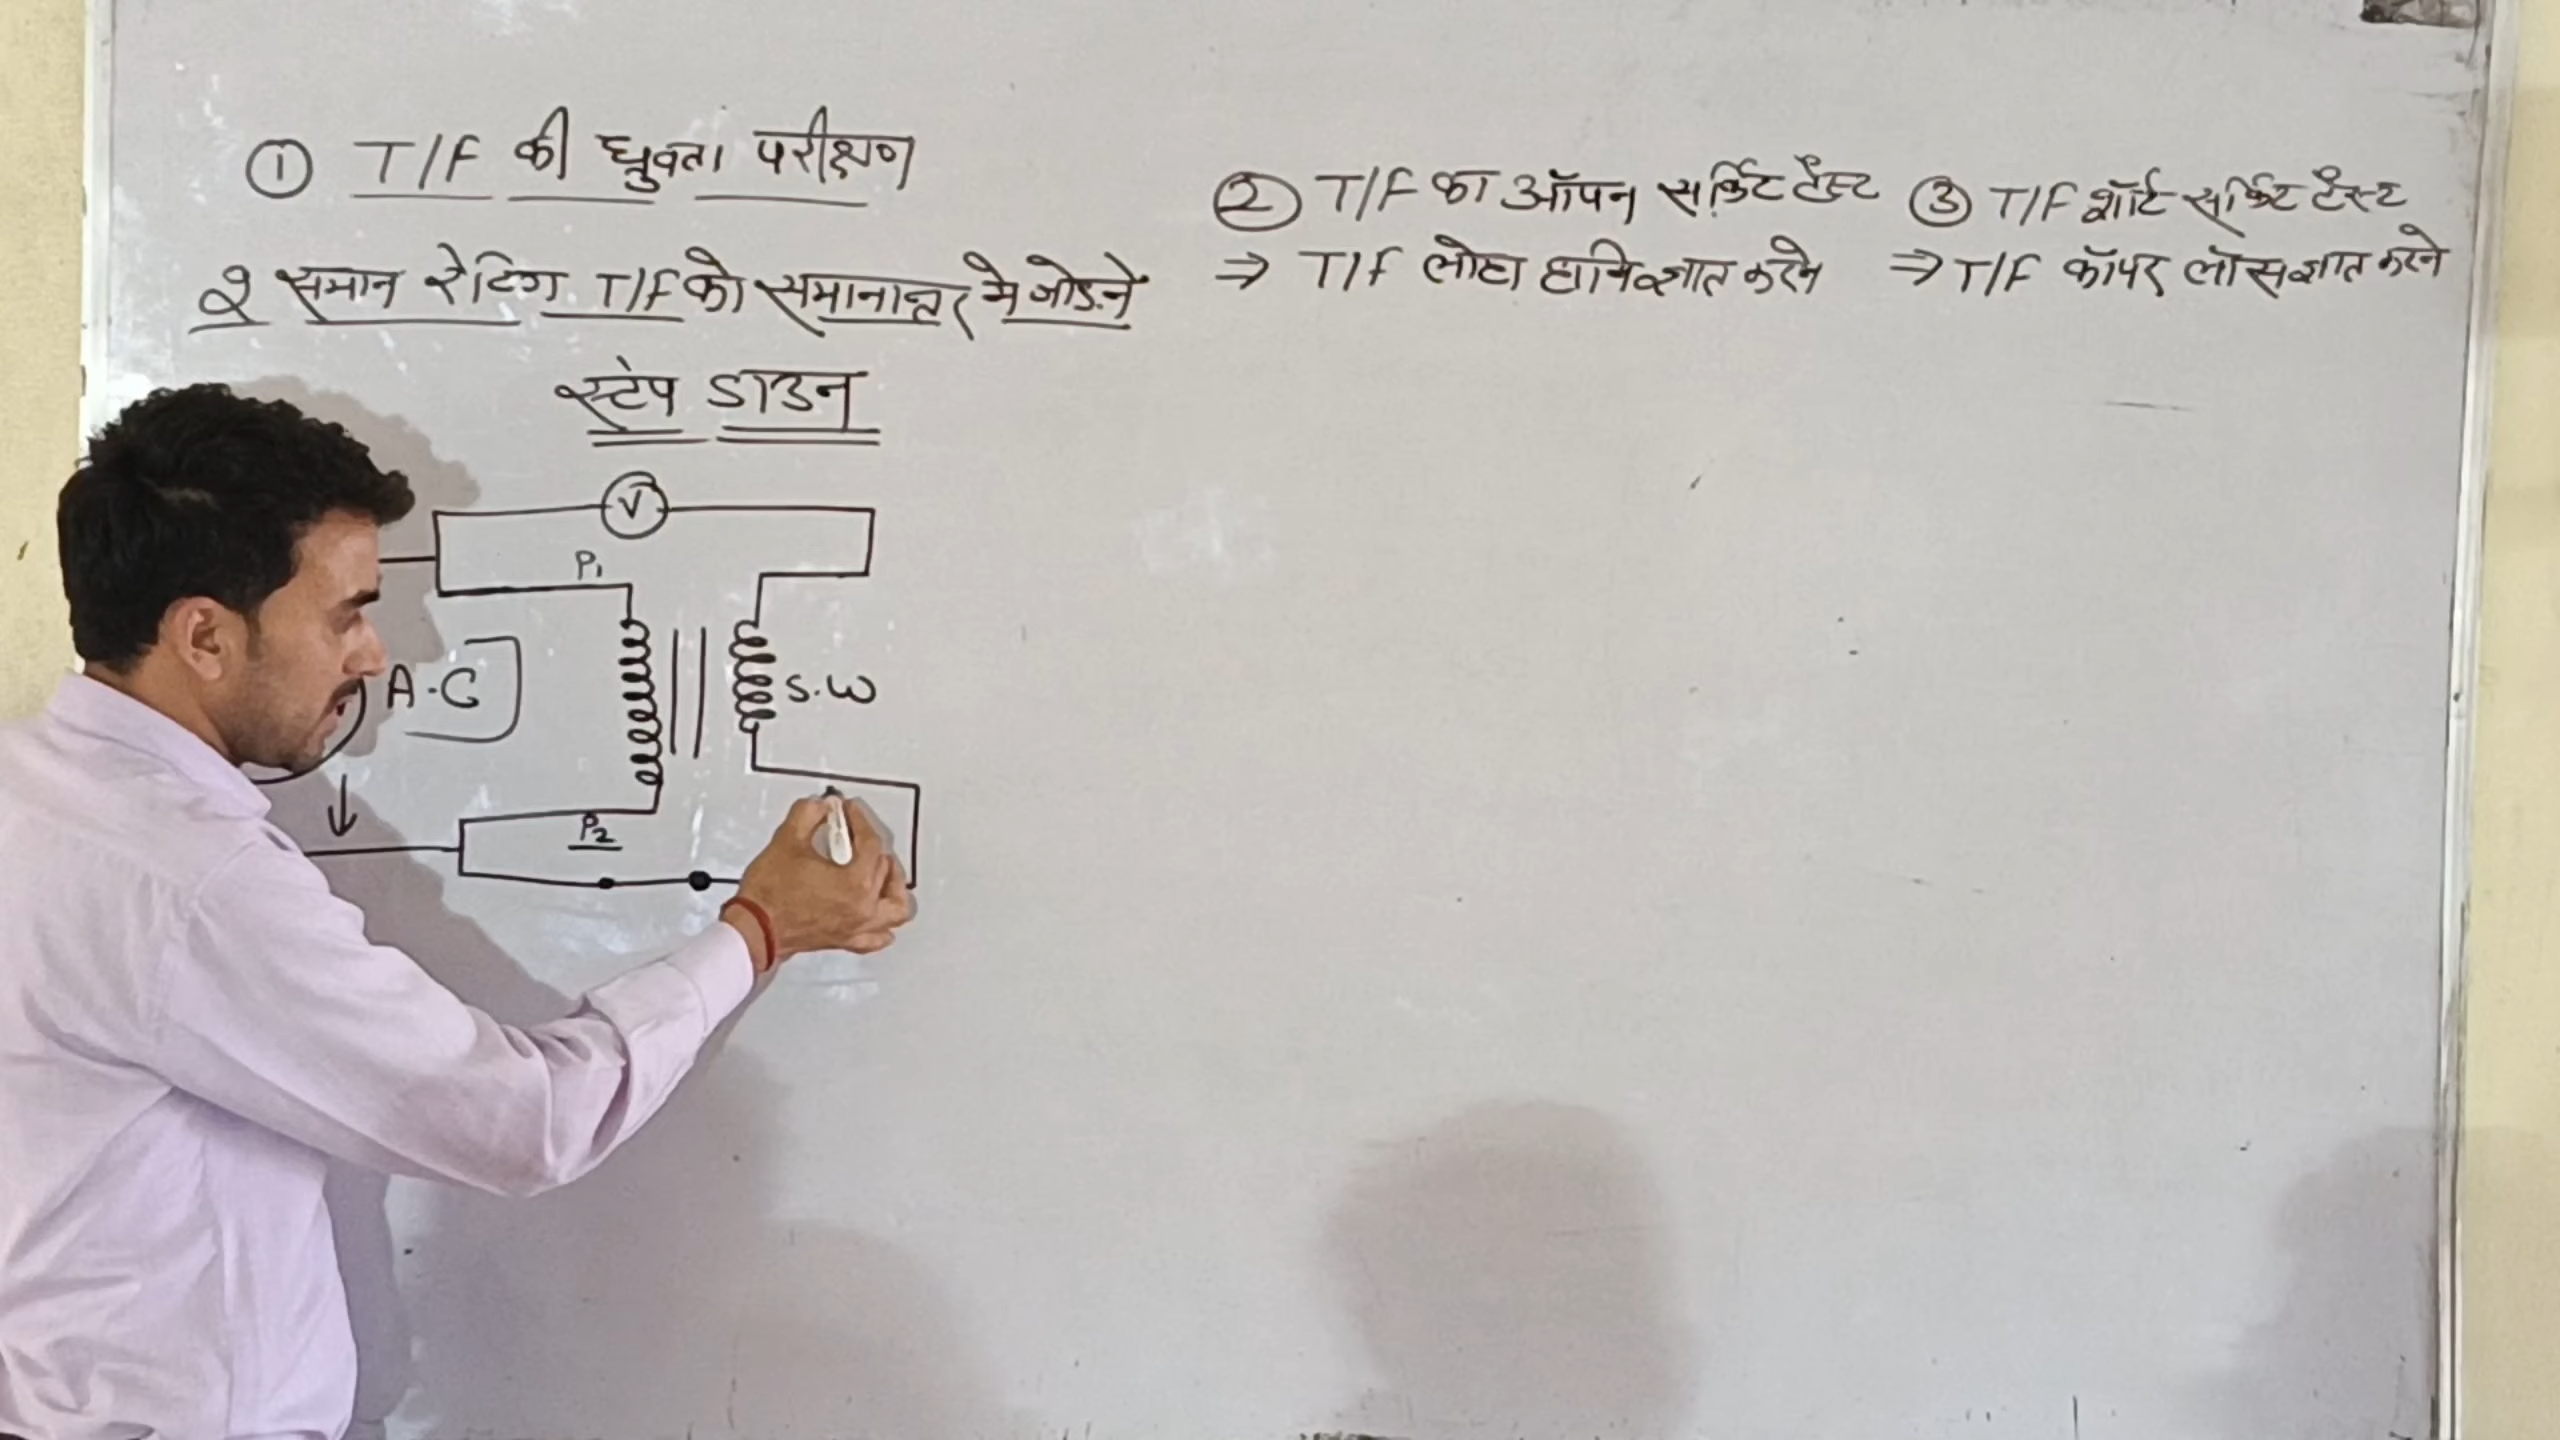 ① T/F की ध्रुवता परीक्षण
2 समान रेटिंग T/F को समानान्तर मे जोडने
स्टेप डाउन
V
P₁
A.C
S.W
P₂
② T/F का ऑपन सर्किट टैस्ट
⇒ T/F लोहा हानि ज्ञात करने
③ T/F शॉर्ट सर्किट टैस्ट
⇒ T/F कॉपर लॉस ज्ञात करने